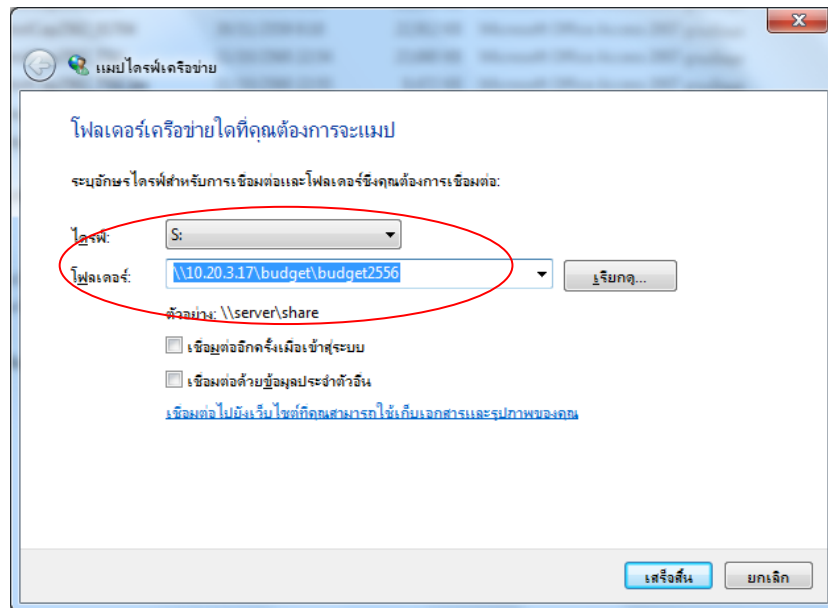 แมปไดรฟ์เครือข่าย
โฟลเดอร์เครือข่ายใดที่คุณต้องการจะแมป
ระบุอักษรไดรฟ์สำหรับการเชื่อมต่อและโฟลเดอร์ซึ่งคุณต้องการเชื่อมต่อ:
ไดรฟ์: S:
โฟลเดอร์: \\10.20.3.17\budget\budget2556 เรียกดู...
ตัวอย่าง: \\server\share
เชื่อมต่ออีกครั้งเมื่อเข้าสู่ระบบ
เชื่อมต่อด้วยข้อมูลประจำตัวอื่น
เชื่อมต่อไปยังเว็บไซต์ที่คุณสามารถใช้เก็บเอกสารและรูปภาพของคุณ
เสร็จสิ้น ยกเลิก